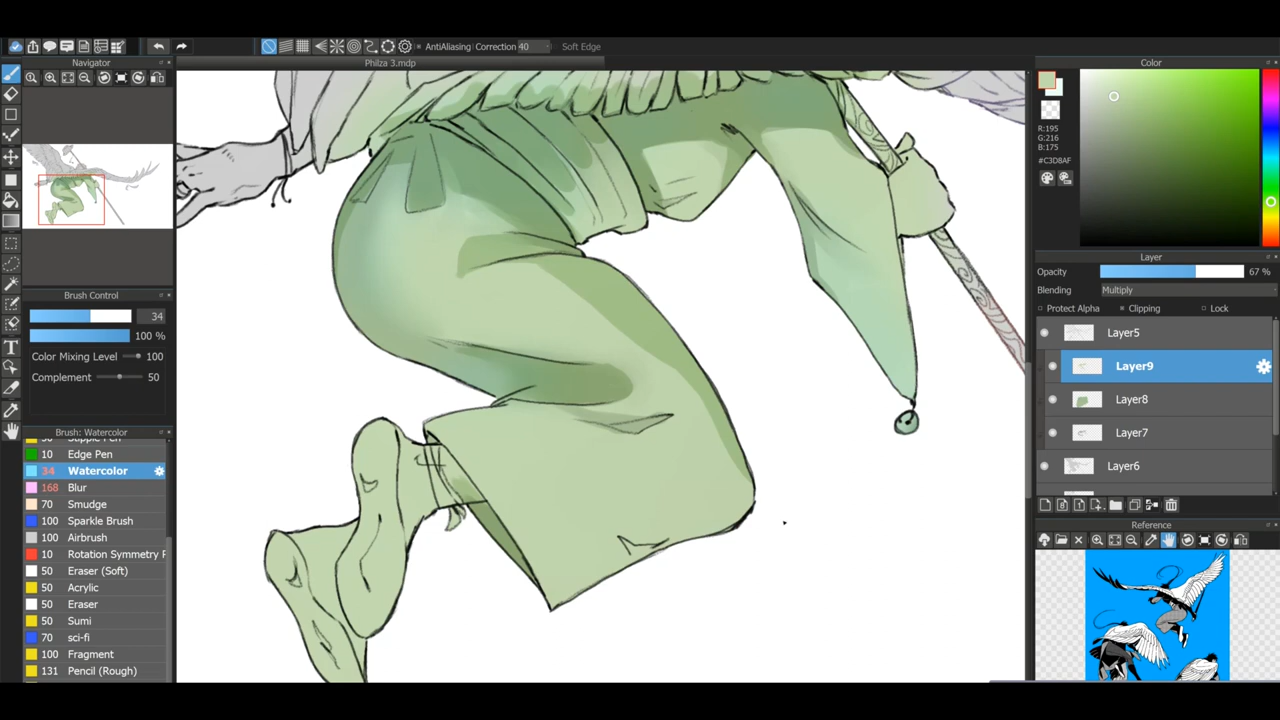 AntiAliasing Correction 40 Soft Edge
Navigator
Philza 3.mdp
Color
R:195
G:216
B:175
#C3D8AF
Brush Control
34
100 %
Color Mixing Level 100
Complement 50
Brush: Watercolor
10 Edge Pen
34 Watercolor
168 Blur
70 Smudge
100 Sparkle Brush
100 Airbrush
10 Rotation Symmetry
50 Eraser (Soft)
50 Acrylic
50 Eraser
50 Sumi
70 sci-fi
100 Fragment
131 Pencil (Rough)
Layer
Opacity 67 %
Blending Multiply
Protect Alpha Clipping Lock
Layer5
Layer9
Layer8
Layer7
Layer6
Reference